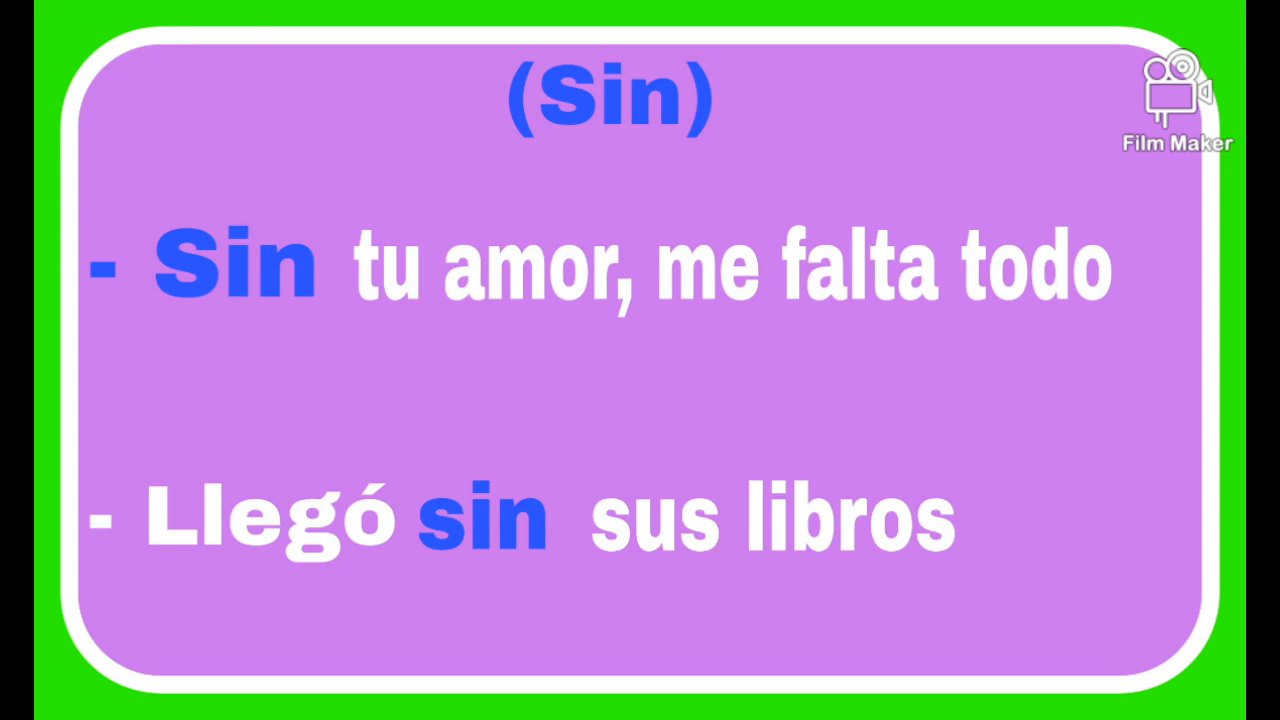 (Sin)
Film Maker
- Sin tu amor, me falta todo
- Llegó sin sus libros